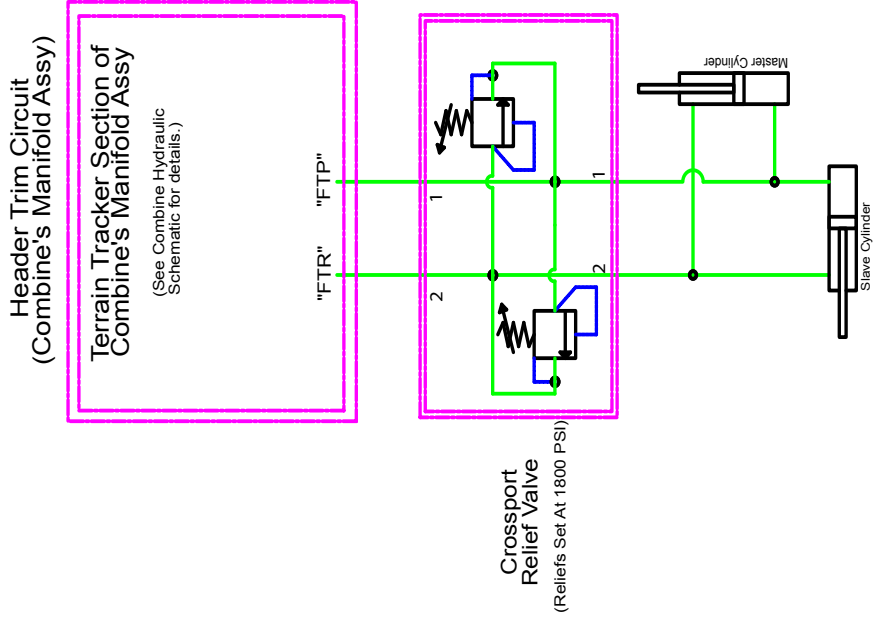 Header Trim Circuit
(Combine's Manifold Assy)
Terrain Tracker Section of
Combine's Manifold Assy
(See Combine Hydraulic
Schematic for details.)
"FTR"
"FTP"
2
1
2
1
Crossport
Relief Valve
(Reliefs Set At 1800 PSI)
Master Cylinder
Slave Cylinder